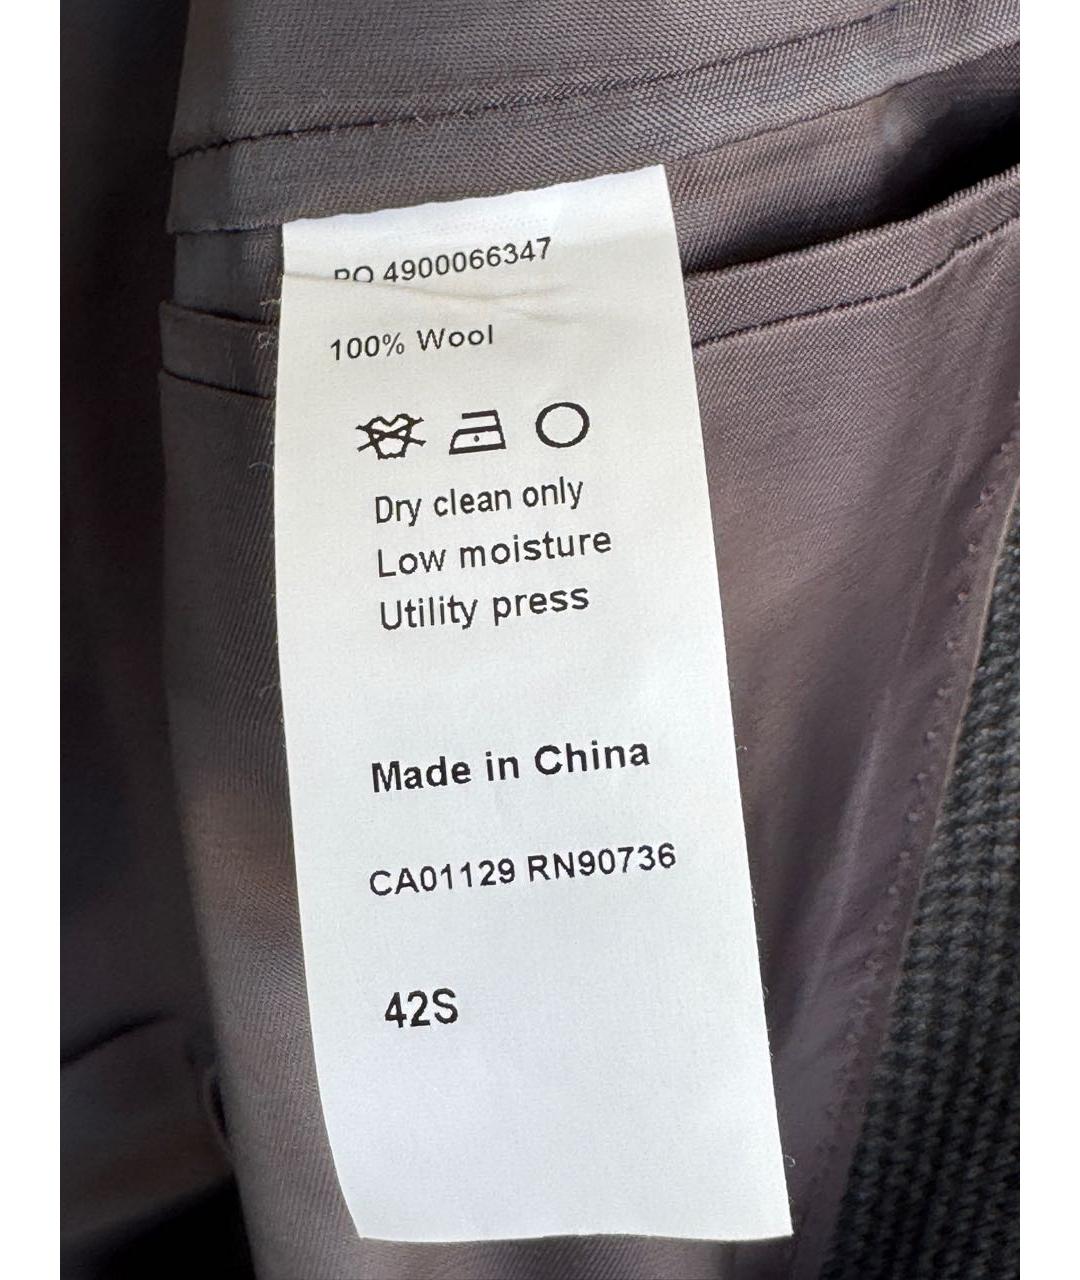 PO 4900066347
100% Wool
Dry clean only
Low moisture
Utility press
Made in China
CA01129 RN90736
42S